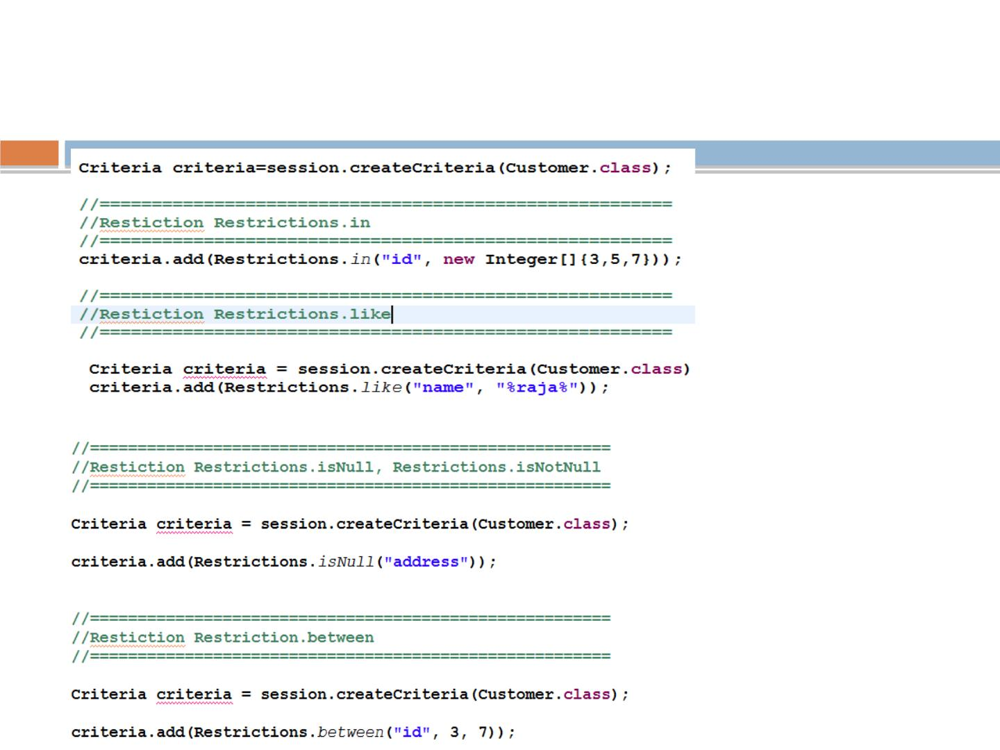 Criteria criteria=session.createCriteria(Customer.class);
//=======================================================
//Restiction Restrictions.in
//=======================================================
criteria.add(Restrictions.in("id", new Integer[]{3,5,7}));
//=======================================================
//Restiction Restrictions.like
//=======================================================
Criteria criteria = session.createCriteria(Customer.class)
criteria.add(Restrictions.like("name", "%raja%"));
//=======================================================
//Restiction Restrictions.isNull, Restrictions.isNotNull
//=======================================================
Criteria criteria = session.createCriteria(Customer.class);
criteria.add(Restrictions.isNull("address"));
//=======================================================
//Restiction Restriction.between
//=======================================================
Criteria criteria = session.createCriteria(Customer.class);
criteria.add(Restrictions.between("id", 3, 7));